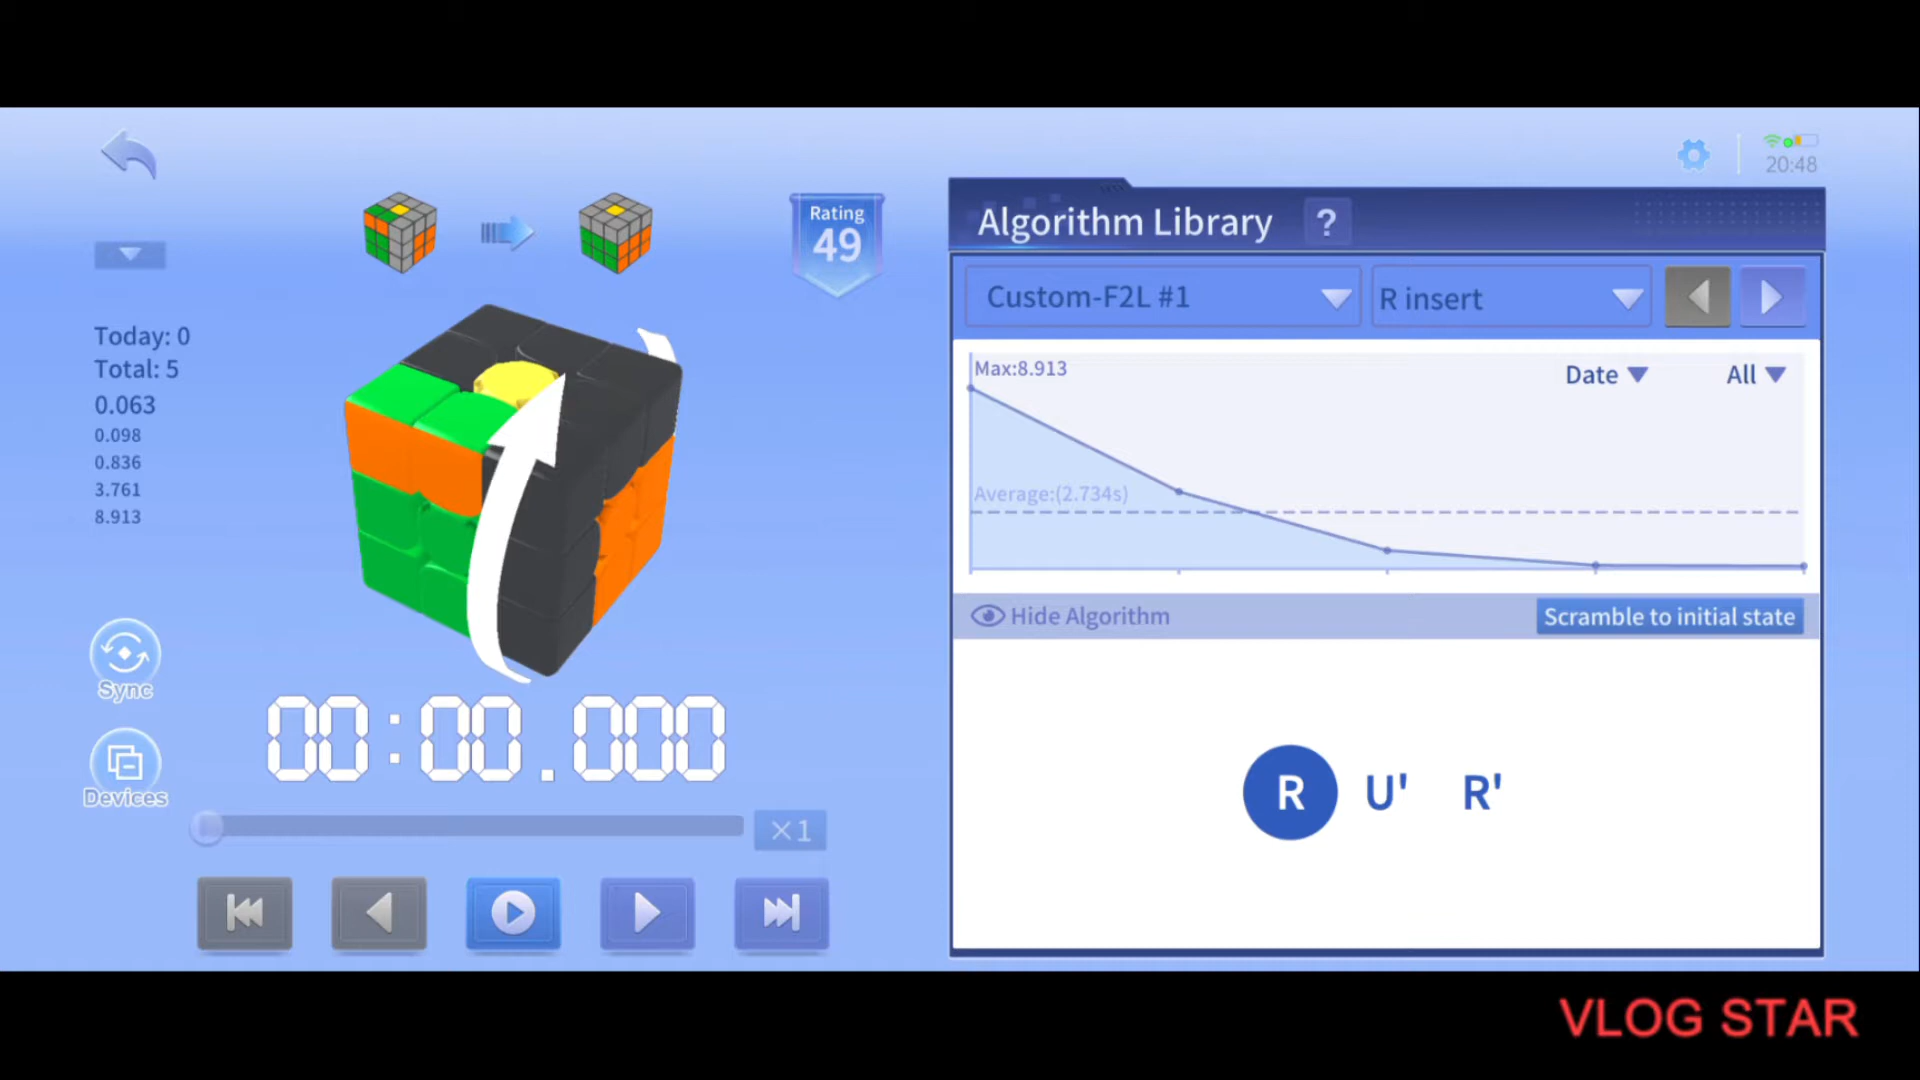 20:48
Rating
49
Algorithm Library
?
Custom-F2L #1
R insert
Today: 0
Total: 5
0.063
0.098
0.836
3.761
8.913
Max:8.913
Date
All
Average:(2.734s)
Hide Algorithm
Scramble to initial state
Sync
00:00.000
Devices
R U' R'
×1
VLOG STAR